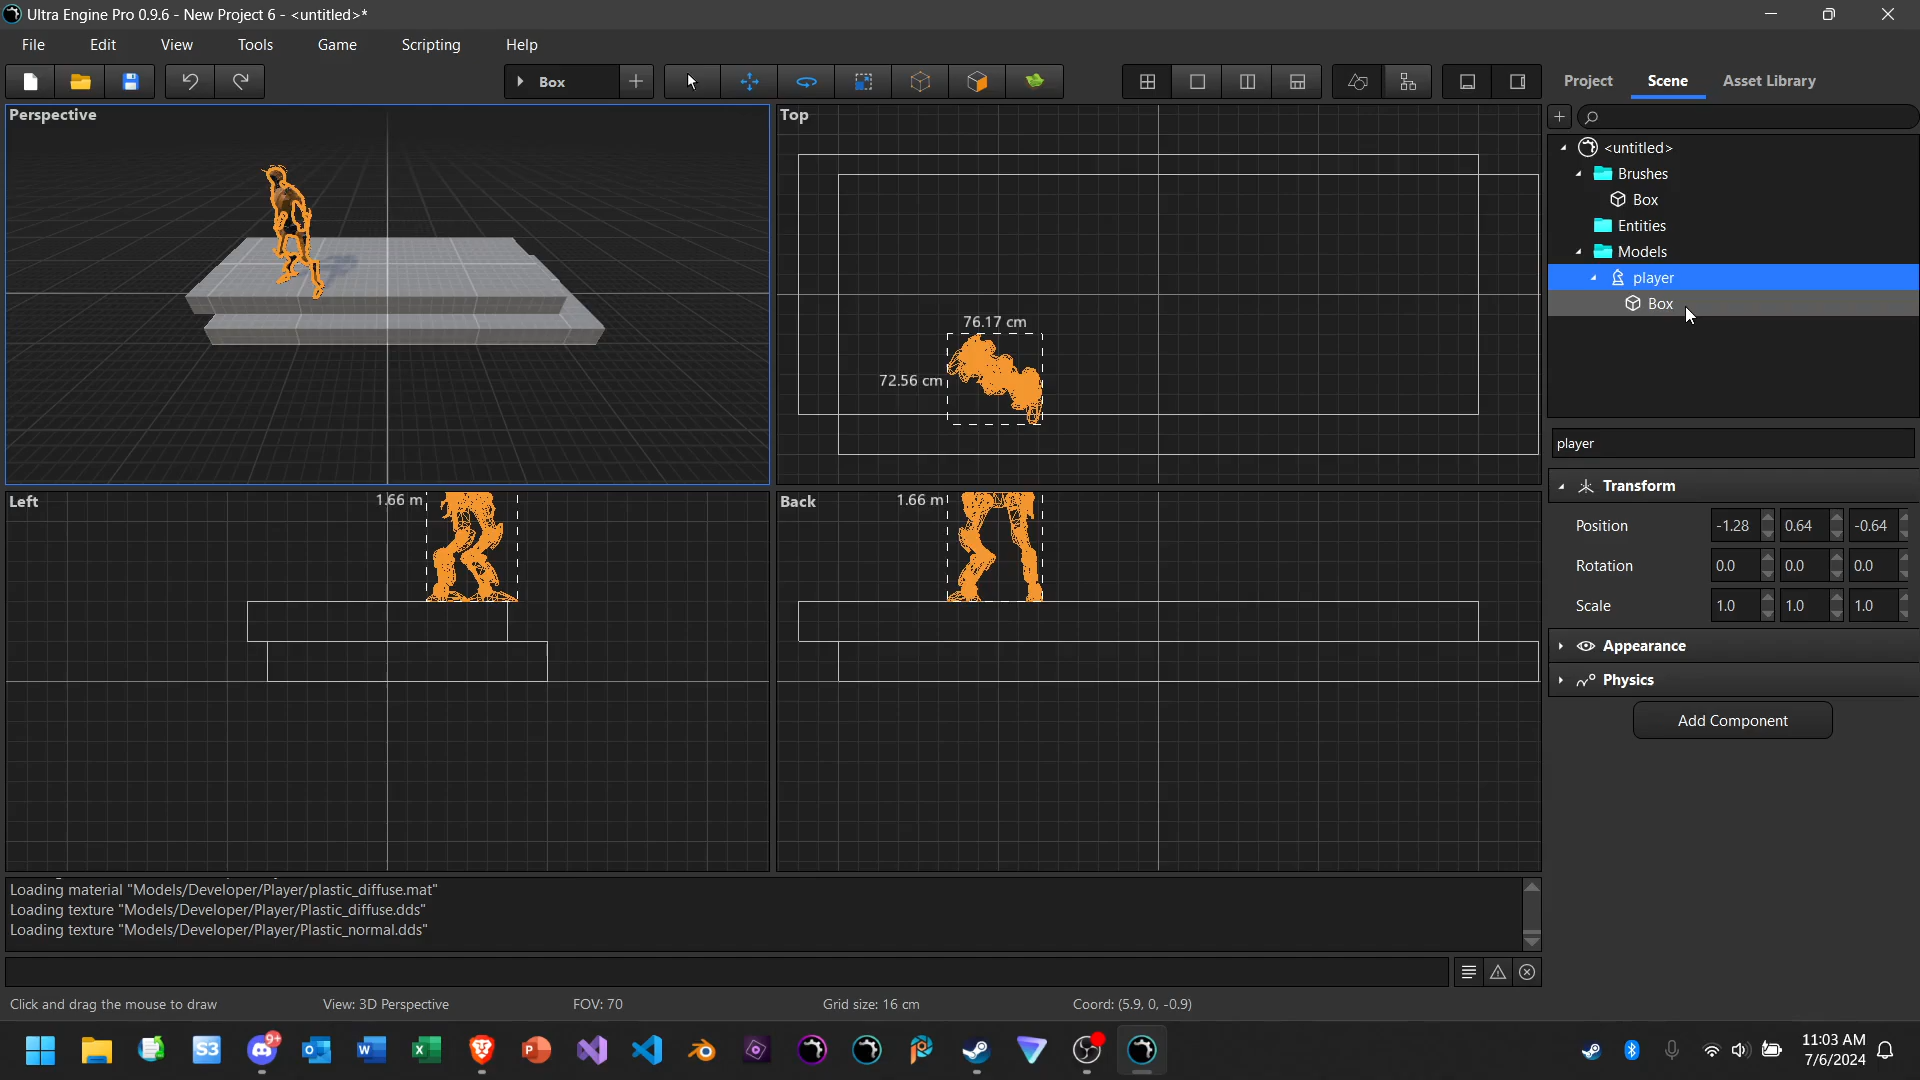 Ultra Engine Pro 0.9.6 - New Project 6 - <untitled>*
File Edit View Tools Game Scripting Help
Box
Project Scene Asset Library
Perspective
Top
76.17 cm
72.56 cm
<untitled>
Brushes
Box
Entities
Models
player
Box
player
Transform
Position -1.28 0.64 -0.64
Rotation 0.0 0.0 0.0
Scale 1.0 1.0 1.0
Appearance
Physics
Add Component
Left
1.66 m
Back
1.66 m
Loading material "Models/Developer/Player/plastic_diffuse.mat"
Loading texture "Models/Developer/Player/Plastic_diffuse.dds"
Loading texture "Models/Developer/Player/Plastic_normal.dds"
Click and drag the mouse to draw View: 3D Perspective FOV: 70 Grid size: 16 cm Coord: (5.9, 0, -0.9)
S3
9+
11:03 AM
7/6/2024